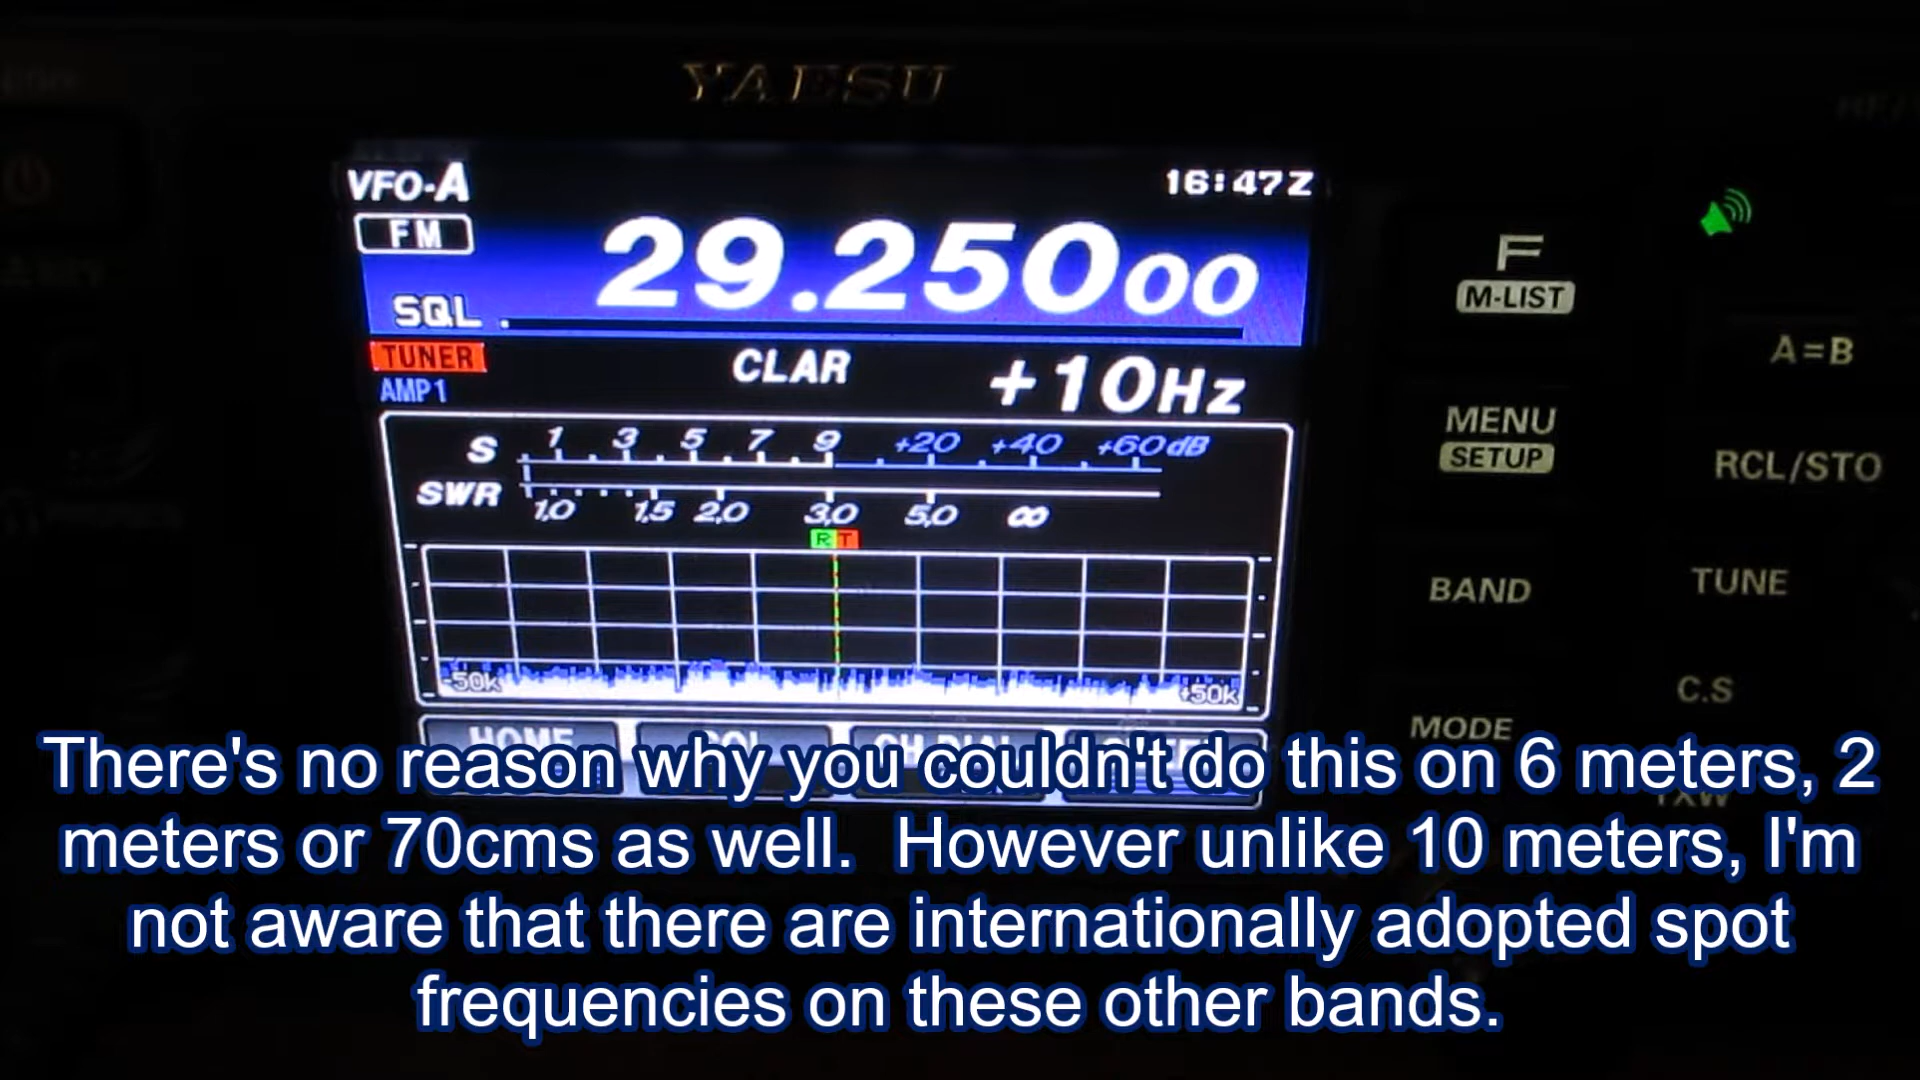 YAESU
VFO-A
16:47Z
FM
29.25000
SQL
TUNER
CLAR
+10Hz
AMP1
S 1 3 5 7 9 +20 +40 +60dB
SWR 1,0 1,5 2,0 3,0 5,0 ∞
R T
-50k
+50k
HOME
F
M-LIST
A=B
MENU
SETUP
RCL/STO
BAND
TUNE
C.S
MODE
There's no reason why you couldn't do this on 6 meters, 2
meters or 70cms as well. However unlike 10 meters, I'm
not aware that there are internationally adopted spot
frequencies on these other bands.